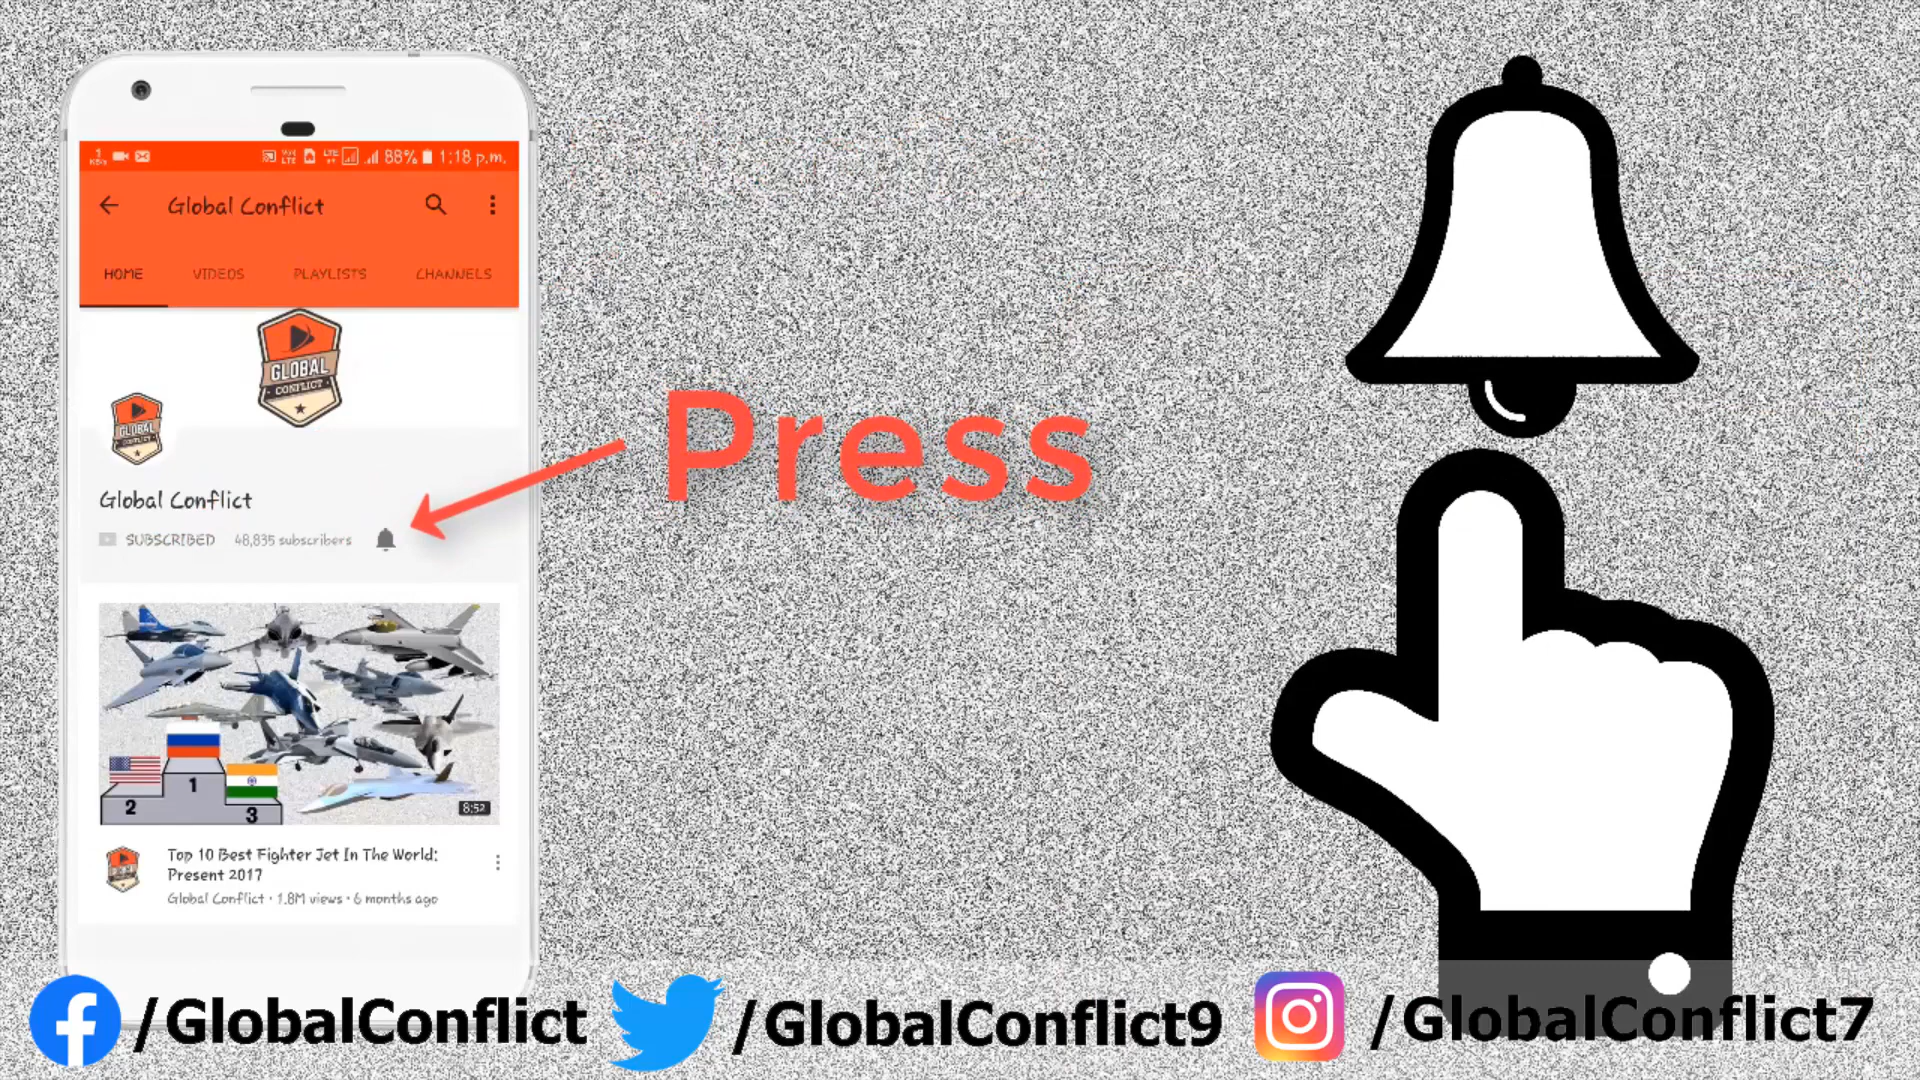 88% 1:18 p.m.
Global Conflict
HOME VIDEOS PLAYLISTS CHANNELS
GLOBAL
CONFLICT
GLOBAL
CONFLICT
Press
Global Conflict
SUBSCRIBED 48,835 subscribers
1
2
3
8:52
Top 10 Best Fighter Jet In The World:
Present 2017
Global Conflict • 1.8M views • 6 months ago
/GlobalConflict /GlobalConflict9 /GlobalConflict7